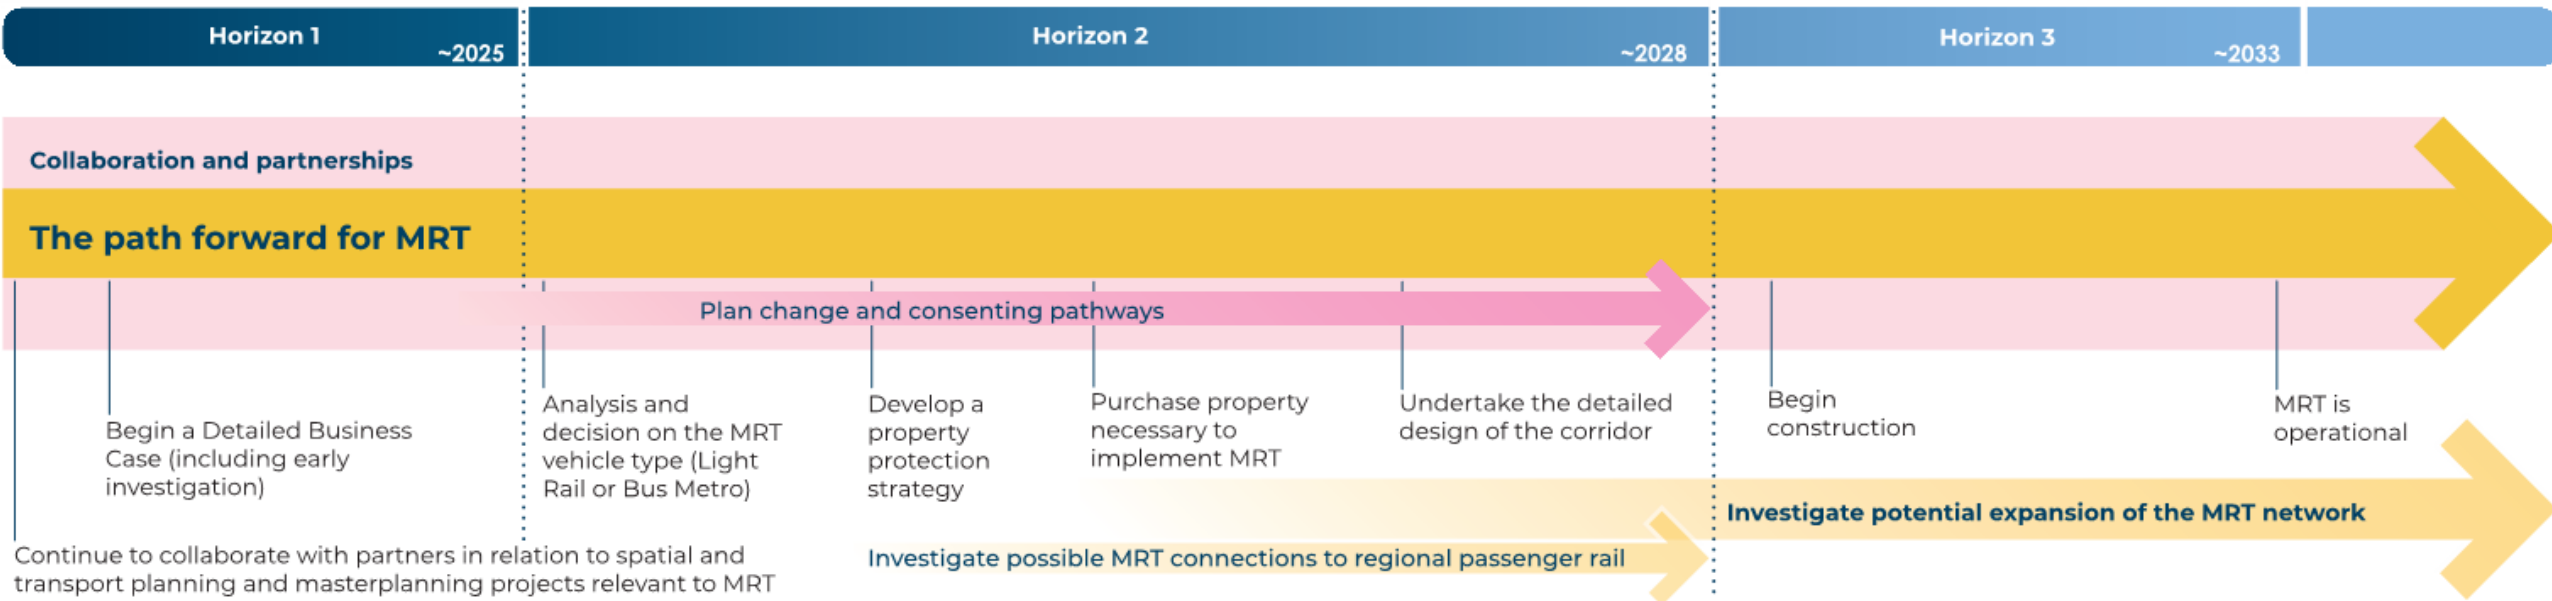 Horizon 1
~2025
Horizon 2
~2028
Horizon 3
~2033
Collaboration and partnerships
The path forward for MRT
Plan change and consenting pathways
Begin a Detailed Business
Case (including early
investigation)
Analysis and
decision on the MRT
vehicle type (Light
Rail or Bus Metro)
Develop a
property
protection
strategy
Purchase property
necessary to
implement MRT
Undertake the detailed
design of the corridor
Begin
construction
MRT is
operational
Investigate potential expansion of the MRT network
Continue to collaborate with partners in relation to spatial and
transport planning and masterplanning projects relevant to MRT
Investigate possible MRT connections to regional passenger rail